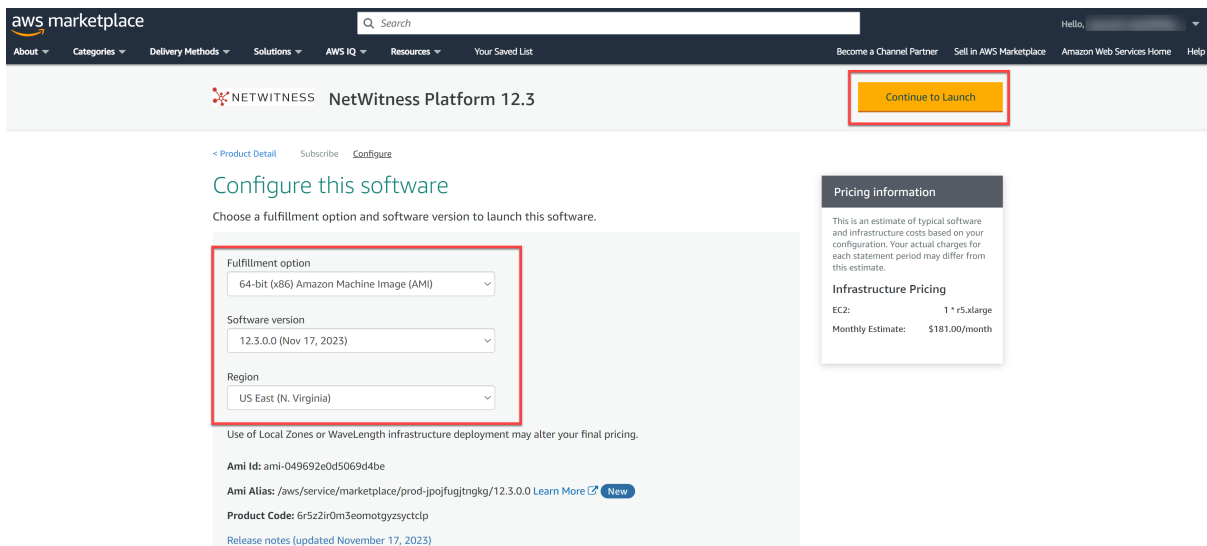 aws marketplace
Search
Hello,
About
Categories
Delivery Methods
Solutions
AWS IQ
Resources
Your Saved List
Become a Channel Partner
Sell in AWS Marketplace
Amazon Web Services Home
Help
NETWITNESS
NetWitness Platform 12.3
Continue to Launch
< Product Detail
Subscribe
Configure
Configure this software
Choose a fulfillment option and software version to launch this software.
Fulfillment option
64-bit (x86) Amazon Machine Image (AMI)
Software version
12.3.0.0 (Nov 17, 2023)
Region
US East (N. Virginia)
Use of Local Zones or WaveLength infrastructure deployment may alter your final pricing.
Ami Id: ami-049692e0d5069d4be
Ami Alias: /aws/service/marketplace/prod-jpojfugjtngkg/12.3.0.0 Learn More New
Product Code: 6r5z2ir0m3eomotgyzsyctclp
Release notes (updated November 17, 2023)
Pricing information
This is an estimate of typical software
and infrastructure costs based on your
configuration. Your actual charges for
each statement period may differ from
this estimate.
Infrastructure Pricing
EC2: 1 * r5.xlarge
Monthly Estimate: $181.00/month